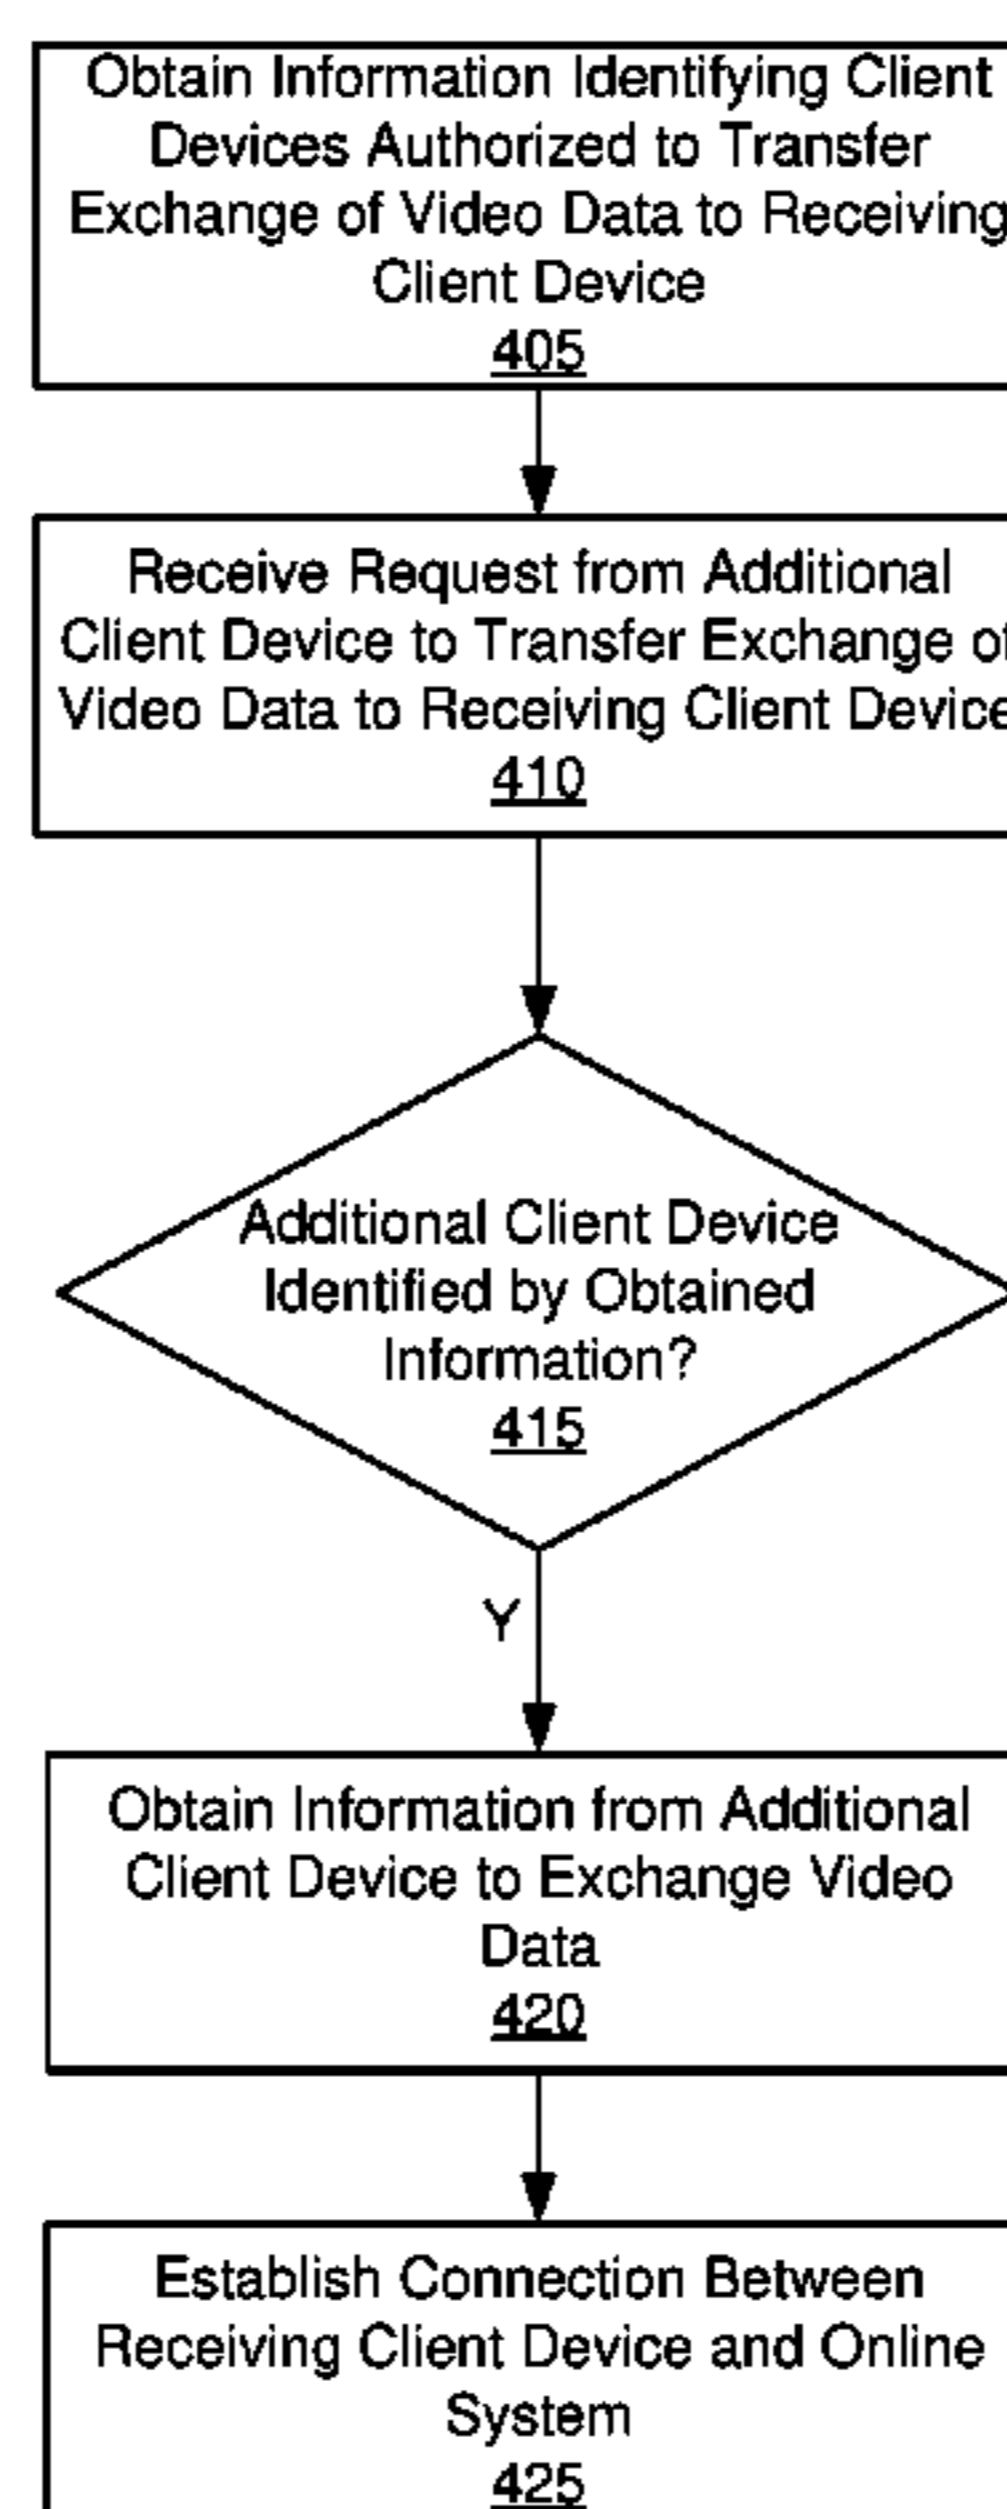 Obtain Information Identifying Client
Devices Authorized to Transfer
Exchange of Video Data to Receiving
Client Device
405
Receive Request from Additional
Client Device to Transfer Exchange of
Video Data to Receiving Client Device
410
Additional Client Device
Identified by Obtained
Information?
415
Y
Obtain Information from Additional
Client Device to Exchange Video
Data
420
Establish Connection Between
Receiving Client Device and Online
System
425